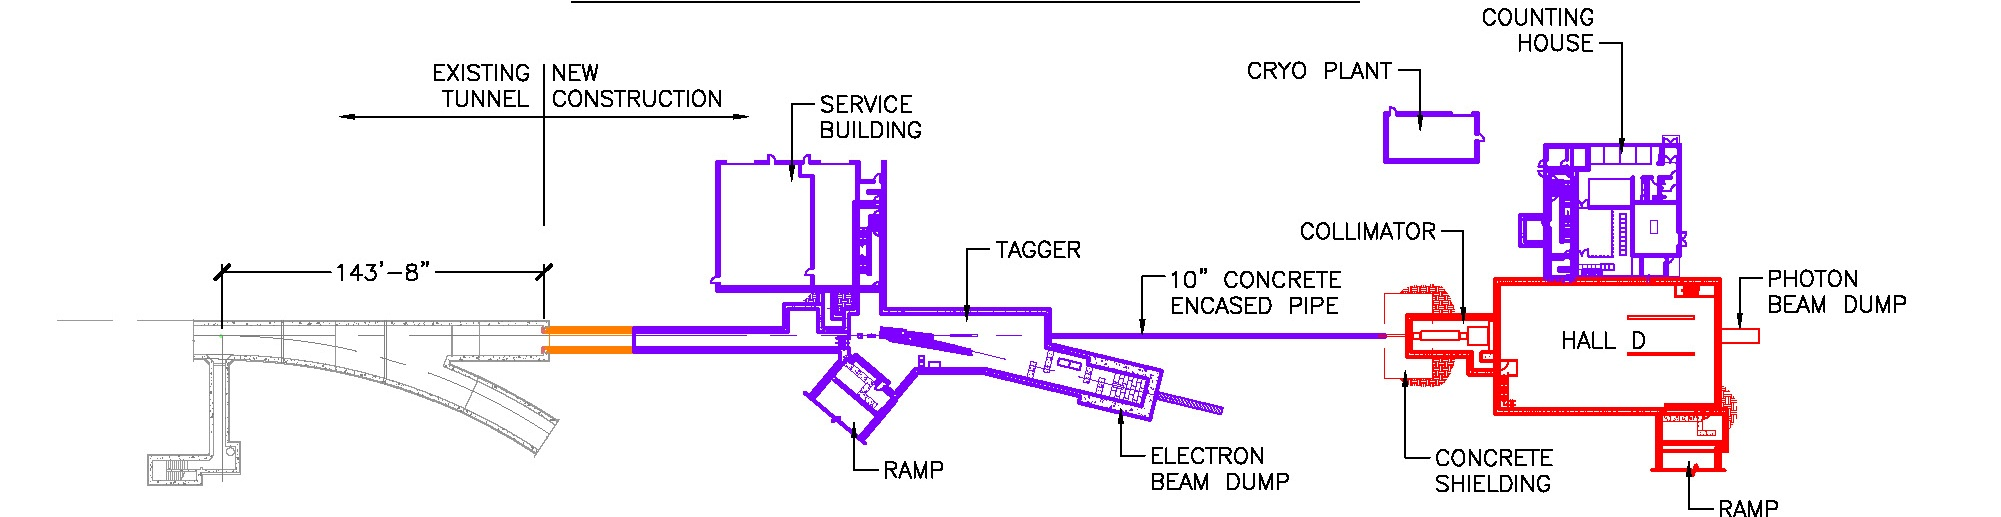 EXISTING
TUNNEL
NEW
CONSTRUCTION
143'-8"
SERVICE
BUILDING
TAGGER
RAMP
10" CONCRETE
ENCASED PIPE
ELECTRON
BEAM DUMP
CRYO PLANT
COUNTING
HOUSE
COLLIMATOR
HALL D
PHOTON
BEAM DUMP
CONCRETE
SHIELDING
RAMP